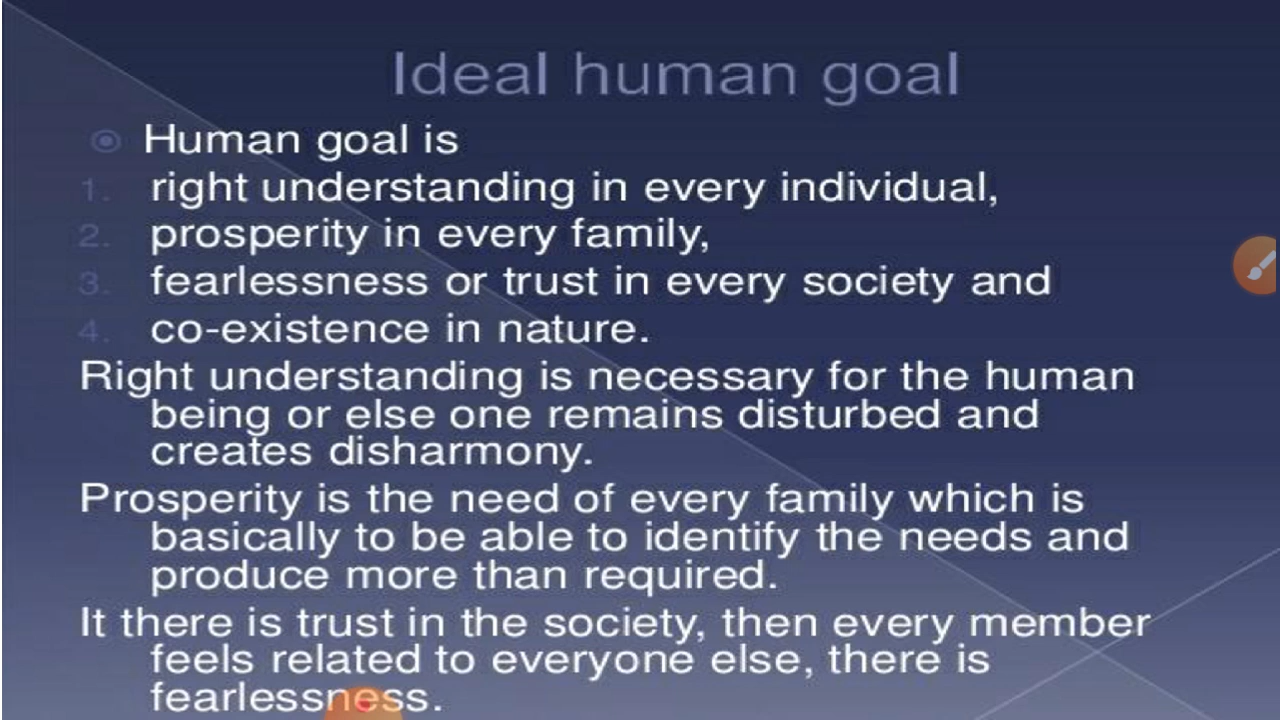 Ideal human goal
Human goal is
1. right understanding in every individual,
2. prosperity in every family,
3. fearlessness or trust in every society and
4. co-existence in nature.
Right understanding is necessary for the human
being or else one remains disturbed and
creates disharmony.
Prosperity is the need of every family which is
basically to be able to identify the needs and
produce more than required.
It there is trust in the society, then every member
feels related to everyone else, there is
fearlessness.